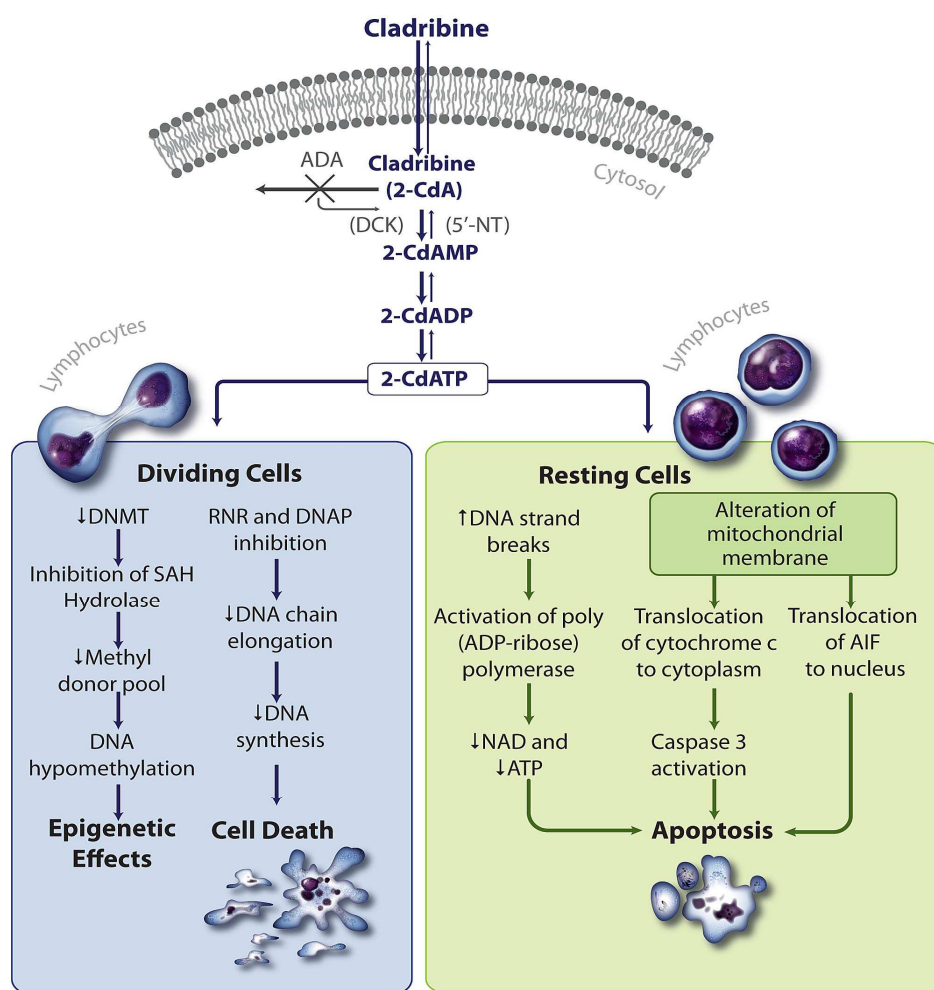 Cladribine
ADA
Cladribine
(2-CdA)
Cytosol
(DCK)
(5′-NT)
2-CdAMP
2-CdADP
2-CdATP
Lymphocytes
Lymphocytes
Dividing Cells
↓DNMT
Inhibition of SAH
Hydrolase
↓Methyl
donor pool
DNA
hypomethylation
Epigenetic
Effects
RNR and DNAP
inhibition
↓DNA chain
elongation
↓DNA
synthesis
Cell Death
Resting Cells
↑DNA strand
breaks
Activation of poly
(ADP-ribose)
polymerase
↓NAD and
↓ATP
Alteration of
mitochondrial
membrane
Translocation
of cytochrome c
to cytoplasm
Caspase 3
activation
Translocation
of AIF
to nucleus
Apoptosis